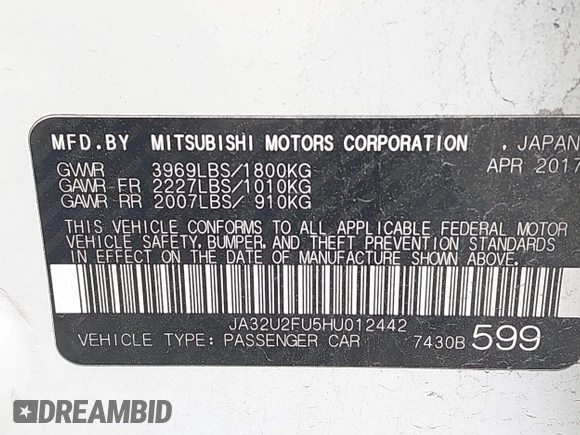 MFD.BY MITSUBISHI MOTORS CORPORATION , JAPAN
GVWR 3969LBS/1800KG APR 2017
GAWR-FR 2227LBS/1010KG
GAWR-RR 2007LBS/ 910KG
THIS VEHICLE CONFORMS TO ALL APPLICABLE FEDERAL MOTOR
VEHICLE SAFETY, BUMPER, AND THEFT PREVENTION STANDARDS
IN EFFECT ON THE DATE OF MANUFACTURE SHOWN ABOVE.
JA32U2FU5HU012442
VEHICLE TYPE: PASSENGER CAR 7430B 599
DREAMBID